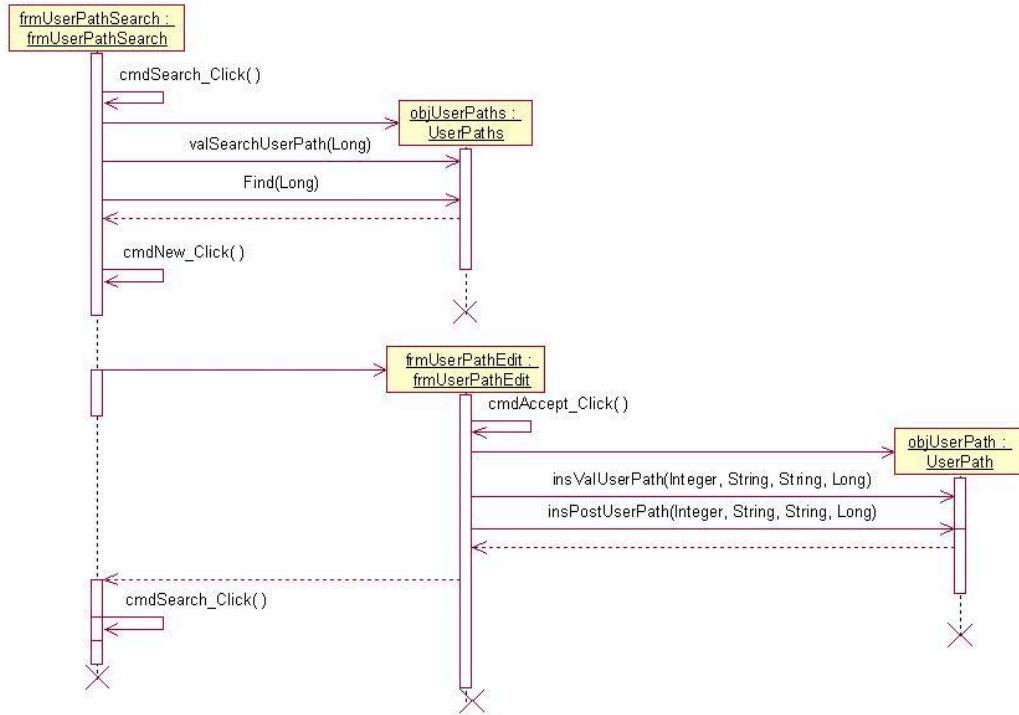 frmUserPathSearch :
frmUserPathSearch
cmdSearch_Click( )
objUserPaths :
UserPaths
valSearchUserPath(Long)
Find(Long)
cmdNew_Click( )
frmUserPathEdit :
frmUserPathEdit
cmdAccept_Click( )
objUserPath :
UserPath
insValUserPath(Integer, String, String, Long)
insPostUserPath(Integer, String, String, Long)
cmdSearch_Click( )